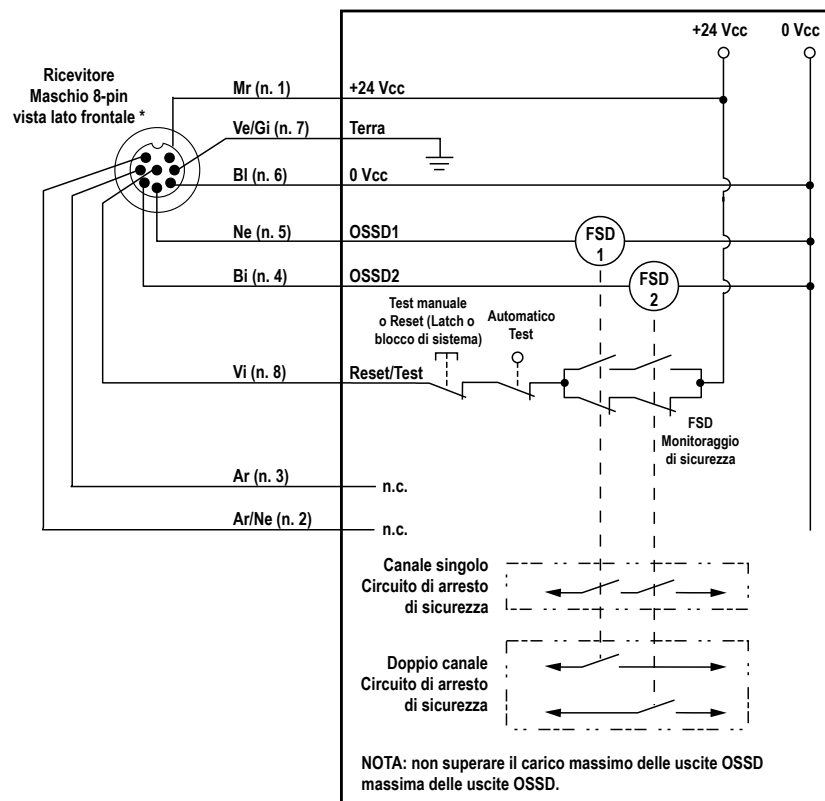 +24 Vcc
0 Vcc
Ricevitore
Maschio 8-pin
vista lato frontale *
Mr (n. 1)
+24 Vcc
Ve/Gi (n. 7)
Terra
Bl (n. 6)
0 Vcc
Ne (n. 5)
OSSD1
FSD
1
Bi (n. 4)
OSSD2
FSD
2
Test manuale
o Reset (Latch o
blocco di sistema)
Automatico
Test
Vi (n. 8)
Reset/Test
FSD
Monitoraggio
di sicurezza
Ar (n. 3)
n.c.
Ar/Ne (n. 2)
n.c.
Canale singolo
Circuito di arresto
di sicurezza
Doppio canale
Circuito di arresto
di sicurezza
NOTA: non superare il carico massimo delle uscite OSSD
massima delle uscite OSSD.